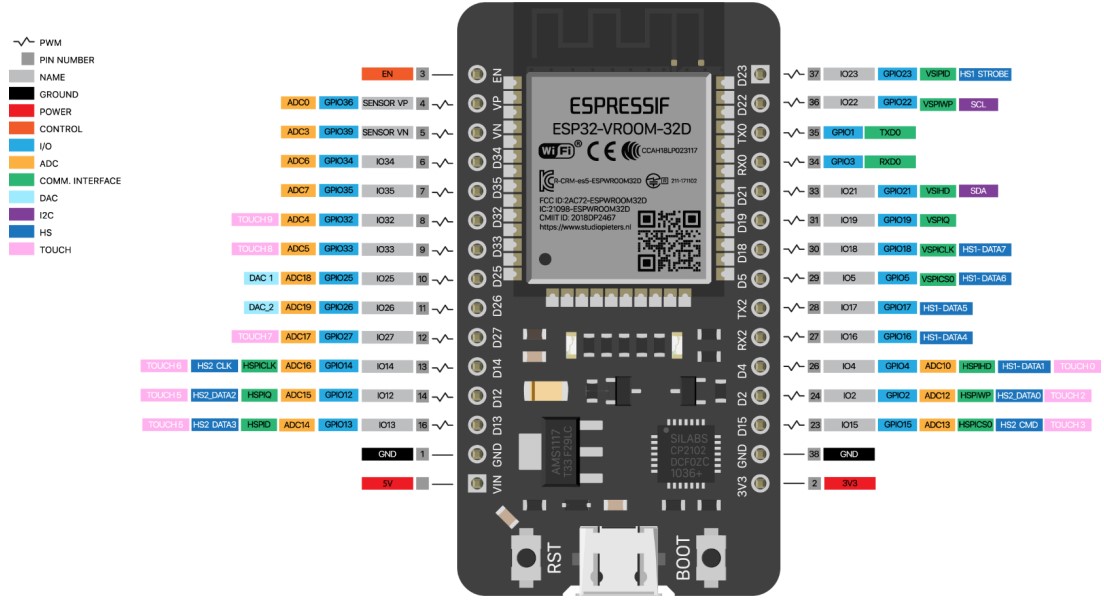 PWM
PIN NUMBER
NAME
GROUND
POWER
CONTROL
I/O
ADC
COMM. INTERFACE
DAC
I2C
HS
TOUCH
EN 3
ADC0 GPIO36 SENSOR VP 4
ADC3 GPIO39 SENSOR VN 5
ADC6 GPIO34 IO34 6
ADC7 GPIO35 IO35 7
TOUCH 9 ADC4 GPIO32 IO32 8
TOUCH 8 ADC5 GPIO33 IO33 9
DAC 1 ADC18 GPIO25 IO25 10
DAC_2 ADC19 GPIO26 IO26 11
TOUCH 7 ADC17 GPIO27 IO27 12
TOUCH 6 HS2 CLK HSPICLK ADC16 GPIO14 IO14 13
TOUCH 5 HS2_DATA2 HSPIQ ADC15 GPIO12 IO12 14
TOUCH 5 HS2 DATA3 HSPID ADC14 GPIO13 IO13 16
GND 1
5V
EN
VP
VN
D34
D35
D32
D33
D25
D26
D27
D14
D12
D13
GND
VIN
ESPRESSIF
ESP32-VROOM-32D
WiFi ® CE CCAH18LP023117
R-CRM-es5-ESPWROOM32D 211-171102
FCC ID:2AC72-ESPWROOM32D
IC:21098-ESPWROOM32D
CMIIT ID: 2018DP2467
https://www.studiopieters.nl
AMS1117
T33 F29LC
SILABS
CP2102
DCF0ZC
1036+
RST
BOOT
D23
D22
TX0
RX0
D21
D19
D18
D5
TX2
RX2
D4
D2
D15
GND
3V3
37 IO23 GPIO23 VSPID HS1 STROBE
36 IO22 GPIO22 VSPIWP SCL
35 GPIO1 TXD0
34 GPIO3 RXD0
33 IO21 GPIO21 VSIHD SDA
31 IO19 GPIO19 VSPIQ
30 IO18 GPIO18 VSPICLK HS1-DATA7
29 IO5 GPIO5 VSPICS0 HS1-DATA6
28 IO17 GPIO17 HS1-DATA5
27 IO16 GPIO16 HS1-DATA4
26 IO4 GPIO4 ADC10 HSPIHD HS1-DATA1 TOUCH 0
24 IO2 GPIO2 ADC12 HSPIWP HS2_DATA0 TOUCH 2
23 IO15 GPIO15 ADC13 HSPICS0 HS2 CMD TOUCH 3
38 GND
2 3V3